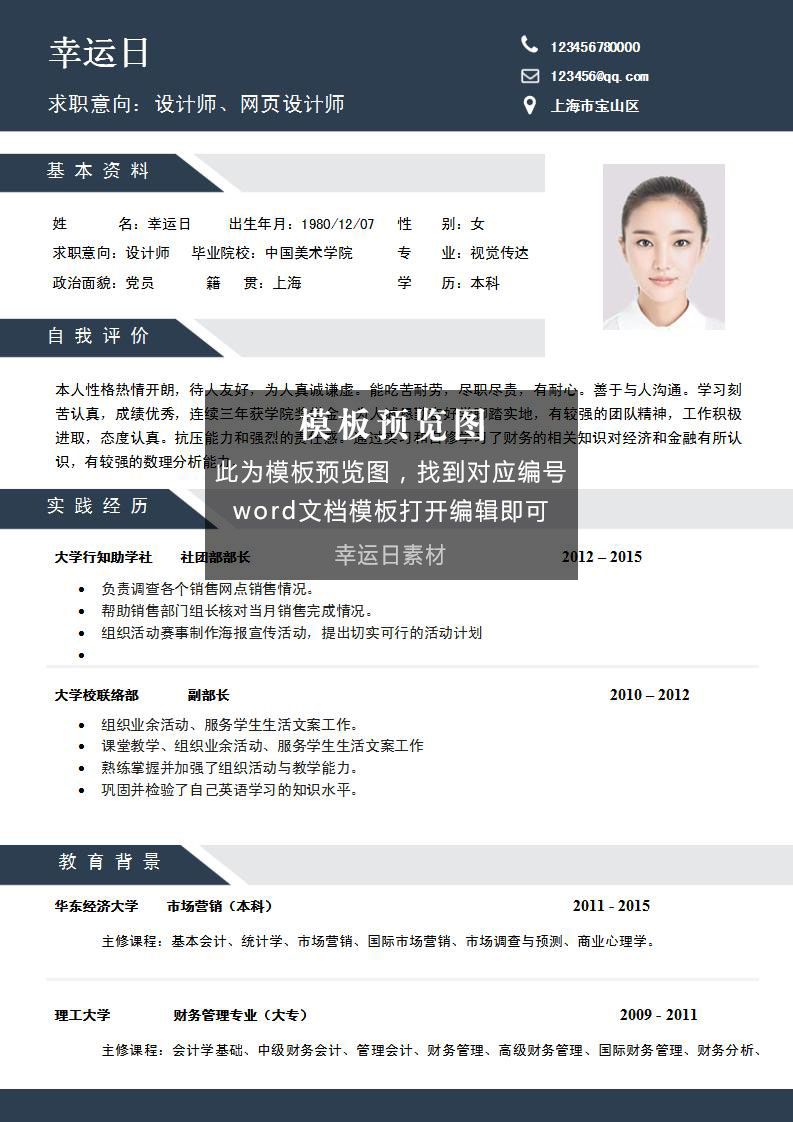 幸运日
求职意向: 设计师、网页设计师
123456780000
123456@qq.com
上海市宝山区
基本资料
姓 名: 幸运日 出生年月: 1980/12/07 性 别: 女
求职意向: 设计师 毕业院校: 中国美术学院 专 业: 视觉传达
政治面貌: 党员 籍 贯: 上海 学 历: 本科
自我评价
本人性格热情开朗，待人友好，为人真诚谦虚。能吃苦耐劳，尽职尽责，有耐心。善于与人沟通。学习刻
苦认真，成绩优秀，连续三年获学院 踏实地，有较强的团队精神，工作积极
进取，态度认真。抗压能力和强烈的责任感。通过 学习了财务的相关知识对经济和金融有所认
识，有较强的数理分析能力
模板预览图
此为模板预览图，找到对应编号
word文档模板打开编辑即可
幸运日素材
实践经历
大学行知助学社 社团部部长 2012 – 2015
• 负责调查各个销售网点销售情况。
• 帮助销售部门组长核对当月销售完成情况。
• 组织活动赛事制作海报宣传活动，提出切实可行的活动计划
•
大学校联络部 副部长 2010 – 2012
• 组织业余活动、服务学生生活文案工作。
• 课堂教学、组织业余活动、服务学生生活文案工作
• 熟练掌握并加强了组织活动与教学能力。
• 巩固并检验了自己英语学习的知识水平。
教育背景
华东经济大学 市场营销（本科） 2011 - 2015
主修课程：基本会计、统计学、市场营销、国际市场营销、市场调查与预测、商业心理学。
理工大学 财务管理专业（大专） 2009 - 2011
主修课程：会计学基础、中级财务会计、管理会计、财务管理、高级财务管理、国际财务管理、财务分析、